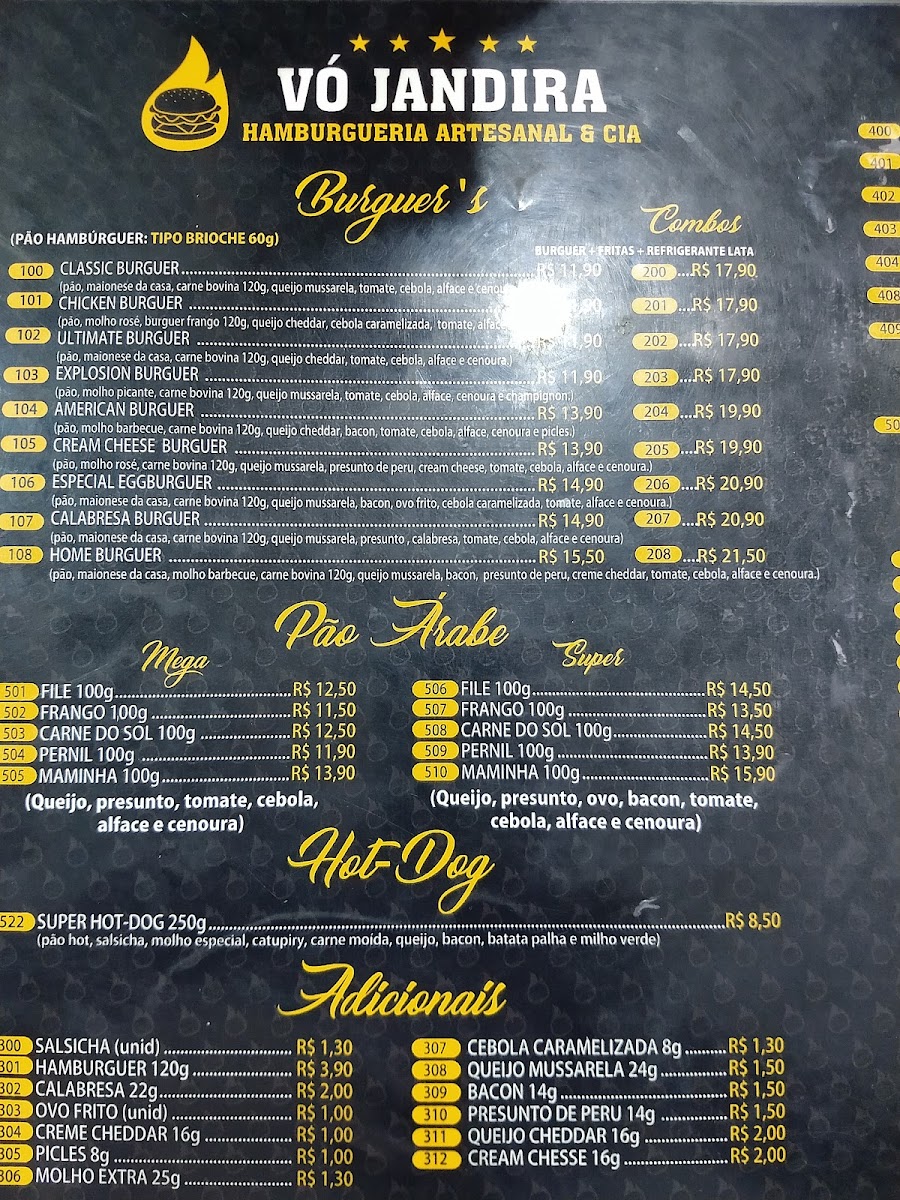 VÓ JANDIRA
HAMBURGUERIA ARTESANAL & CIA
Burguer's
Combos
(PÃO HAMBÚRGUER: TIPO BRIOCHE 60g)
BURGUER + FRITAS + REFRIGERANTE LATA
100 CLASSIC BURGUER R$ 11,90 200 R$ 17,90
(pão, maionese da casa, carne bovina 120g, queijo mussarela, tomate, cebola, alface e
101 CHICKEN BURGUER 201 R$ 17,90
(pão, molho rosé, burguer frango 120g, queijo cheddar, cebola caramelizada, tomate,
102 ULTIMATE BURGUER 202 R$ 17,90
(pão, maionese da casa, carne bovina 120g, queijo cheddar, tomate, cebola, alface e cenoura.)
103 EXPLOSION BURGUER R$ 11,90 203 R$ 17,90
(pão, molho picante, carne bovina 120g, queijo mussarela, tomate, cebola, alface, cenoura e champignon.)
104 AMERICAN BURGUER R$ 13,90 204 R$ 19,90
(pão, molho barbecue, carne bovina 120g, queijo cheddar, bacon, tomate, cebola, alface, cenoura e picles.)
105 CREAM CHEESE BURGUER R$ 13,90 205 R$ 19,90
(pão, molho rosé, carne bovina 120g, queijo mussarela, presunto de peru, cream cheese, tomate, cebola, alface e cenoura.)
106 ESPECIAL EGGBURGUER R$ 14,90 206 R$ 20,90
(pão, maionese da casa, carne bovina 120g, queijo mussarela, bacon, ovo frito, cebola caramelizada, tomate, alface e cenoura.)
107 CALABRESA BURGUER R$ 14,90 207 R$ 20,90
(pão, maionese da casa, carne bovina 120g, queijo mussarela, presunto , calabresa, tomate, cebola, alface e cenoura)
108 HOME BURGUER R$ 15,50 208 R$ 21,50
(pão, maionese da casa, molho barbecue, carne bovina 120g, queijo mussarela, bacon, presunto de peru, creme cheddar, tomate, cebola, alface e cenoura.)
Pão Árabe
Mega
501 FILE 100g R$ 12,50
502 FRANGO 100g R$ 11,50
503 CARNE DO SOL 100g R$ 12,50
504 PERNIL 100g R$ 11,90
505 MAMINHA 100g R$ 13,90
(Queijo, presunto, tomate, cebola,
alface e cenoura)
Super
506 FILE 100g R$ 14,50
507 FRANGO 100g R$ 13,50
508 CARNE DO SOL 100g R$ 14,50
509 PERNIL 100g R$ 13,90
510 MAMINHA 100g R$ 15,90
(Queijo, presunto, ovo, bacon, tomate,
cebola, alface e cenoura)
Hot-Dog
522 SUPER HOT-DOG 250g R$ 8,50
(pão hot, salsicha, molho especial, catupiry, carne moída, queijo, bacon, batata palha e milho verde)
Adicionais
300 SALSICHA (unid) R$ 1,30
301 HAMBURGUER 120g R$ 3,90
302 CALABRESA 22g R$ 2,00
303 OVO FRITO (unid) R$ 1,00
304 CREME CHEDDAR 16g R$ 1,00
305 PICLES 8g R$ 1,00
306 MOLHO EXTRA 25g R$ 1,30
307 CEBOLA CARAMELIZADA 8g R$ 1,30
308 QUEIJO MUSSARELA 24g R$ 1,50
309 BACON 14g R$ 1,50
310 PRESUNTO DE PERU 14g R$ 1,50
311 QUEIJO CHEDDAR 16g R$ 2,00
312 CREAM CHESSE 16g R$ 2,00
400
401
402
403
404
408
409